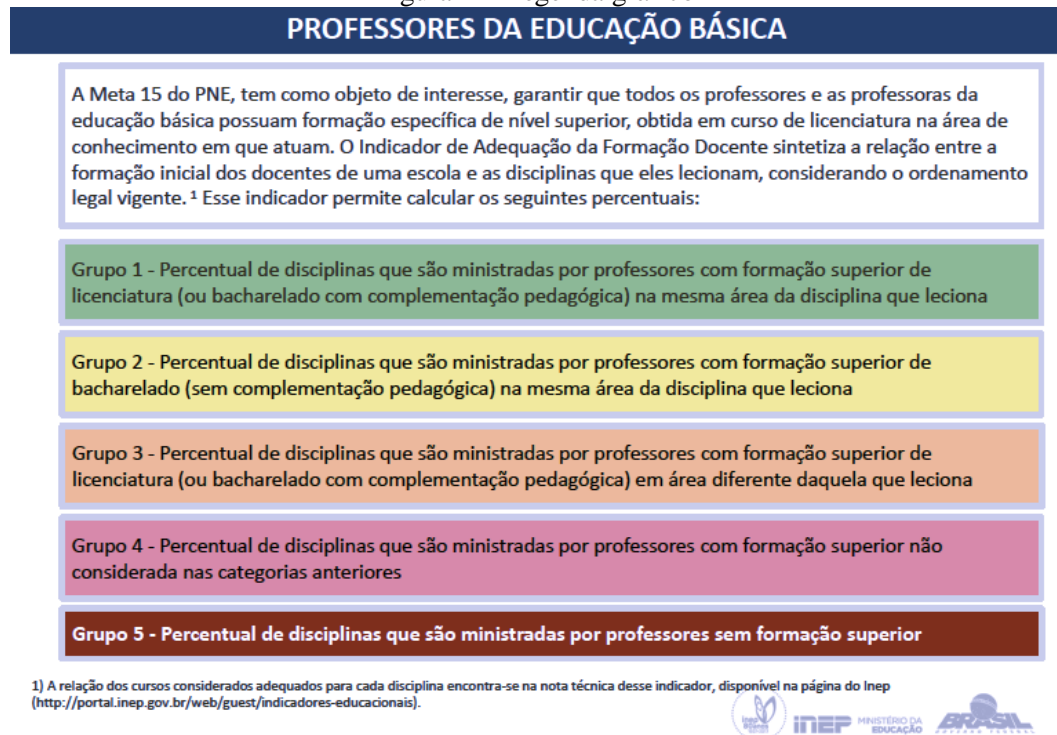 PROFESSORES DA EDUCAÇÃO BÁSICA
A Meta 15 do PNE, tem como objeto de interesse, garantir que todos os professores e as professoras da
educação básica possuam formação específica de nível superior, obtida em curso de licenciatura na área de
conhecimento em que atuam. O Indicador de Adequação da Formação Docente sintetiza a relação entre a
formação inicial dos docentes de uma escola e as disciplinas que eles lecionam, considerando o ordenamento
legal vigente. ¹ Esse indicador permite calcular os seguintes percentuais:
Grupo 1 - Percentual de disciplinas que são ministradas por professores com formação superior de
licenciatura (ou bacharelado com complementação pedagógica) na mesma área da disciplina que leciona
Grupo 2 - Percentual de disciplinas que são ministradas por professores com formação superior de
bacharelado (sem complementação pedagógica) na mesma área da disciplina que leciona
Grupo 3 - Percentual de disciplinas que são ministradas por professores com formação superior de
licenciatura (ou bacharelado com complementação pedagógica) em área diferente daquela que leciona
Grupo 4 - Percentual de disciplinas que são ministradas por professores com formação superior não
considerada nas categorias anteriores
Grupo 5 - Percentual de disciplinas que são ministradas por professores sem formação superior
1) A relação dos cursos considerados adequados para cada disciplina encontra-se na nota técnica desse indicador, disponível na página do Inep
(http://portal.inep.gov.br/web/guest/indicadores-educacionais).
inep
MINISTÉRIO DA
EDUCAÇÃO
BRASIL